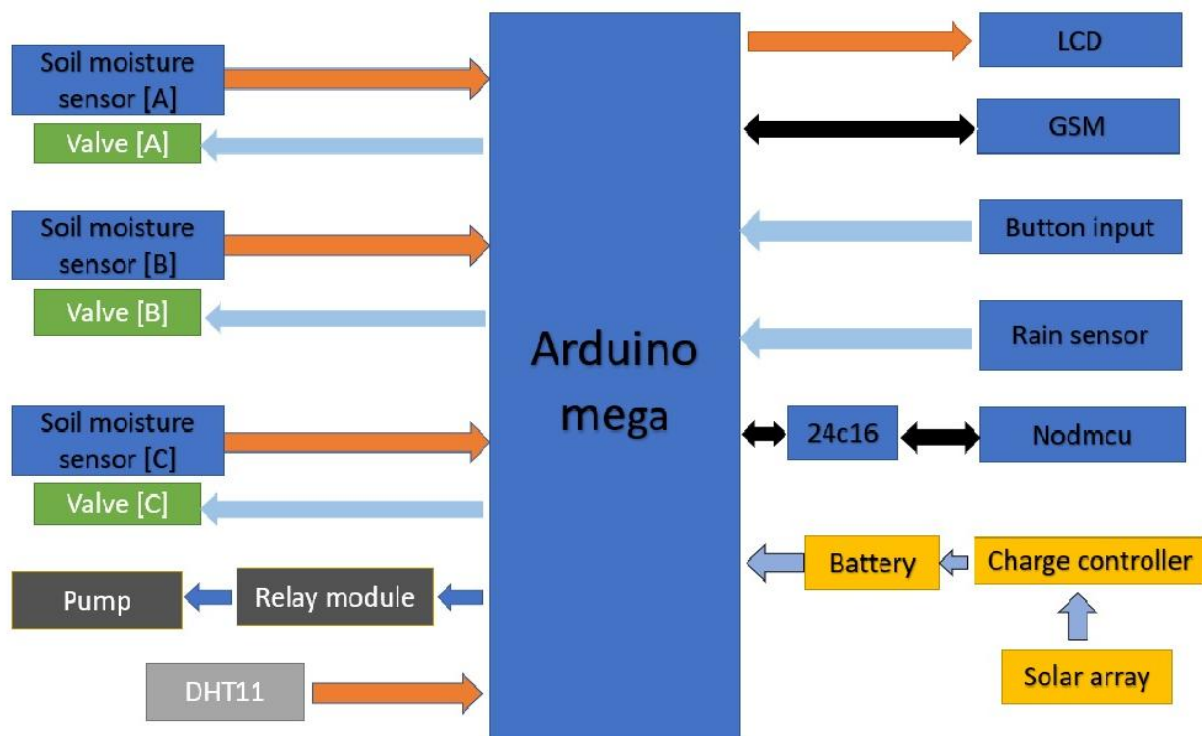 Soil moisture
sensor [A]
Valve [A]
Soil moisture
sensor [B]
Valve [B]
Soil moisture
sensor [C]
Valve [C]
Pump
Relay module
DHT11
Arduino
mega
LCD
GSM
Button input
Rain sensor
24c16
Nodmcu
Battery
Charge controller
Solar array